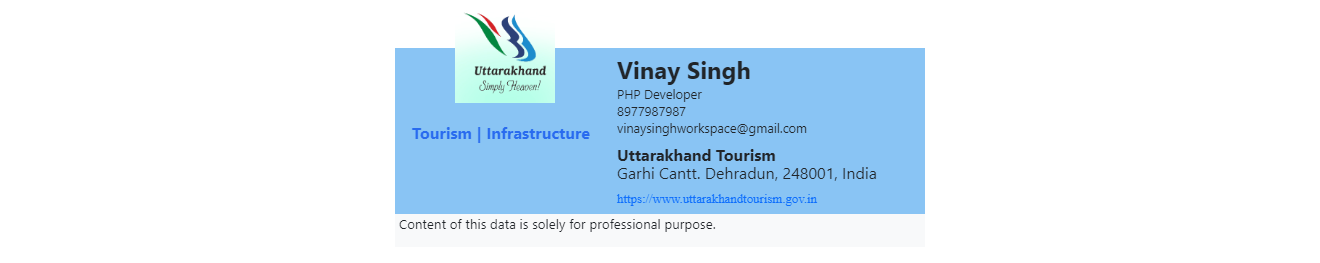 Uttarakhand
Simply Heaven!
Tourism | Infrastructure
Vinay Singh
PHP Developer
8977987987
vinaysinghworkspace@gmail.com
Uttarakhand Tourism
Garhi Cantt. Dehradun, 248001, India
https://www.uttarakhandtourism.gov.in
Content of this data is solely for professional purpose.